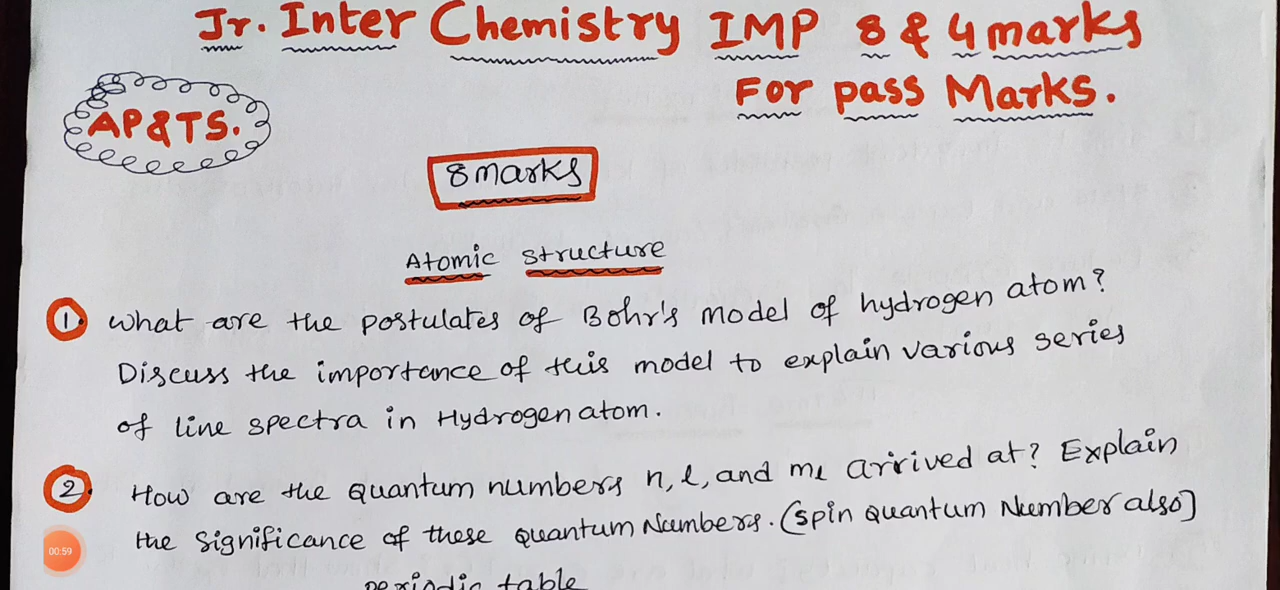 Jr. Inter Chemistry IMP 8 & 4 marks
For pass Marks.
AP&TS.
8 marks
Atomic structure
1. What are the postulates of Bohr's model of hydrogen atom?
Discuss the importance of this model to explain various series
of line spectra in Hydrogen atom.
2. How are the Quantum numbers n, l, and ml arrived at? Explain
the significance of these quantum Numbers. (spin quantum Number also]
00:59
periodic table